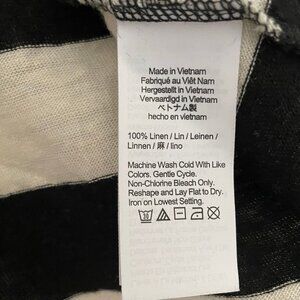 Made in Vietnam
Fabriqué au Viêt Nam
Hergestellt in Vietnam
Vervaardigd in Vietnam
ベトナム製
hecho en vietnam
100% Linen / Lin / Leinen /
Linnen / 麻 / lino
Machine Wash Cold With Like
Colors. Gentle Cycle.
Non-Chlorine Bleach Only.
Reshape and Lay Flat to Dry.
Iron on Lowest Setting.